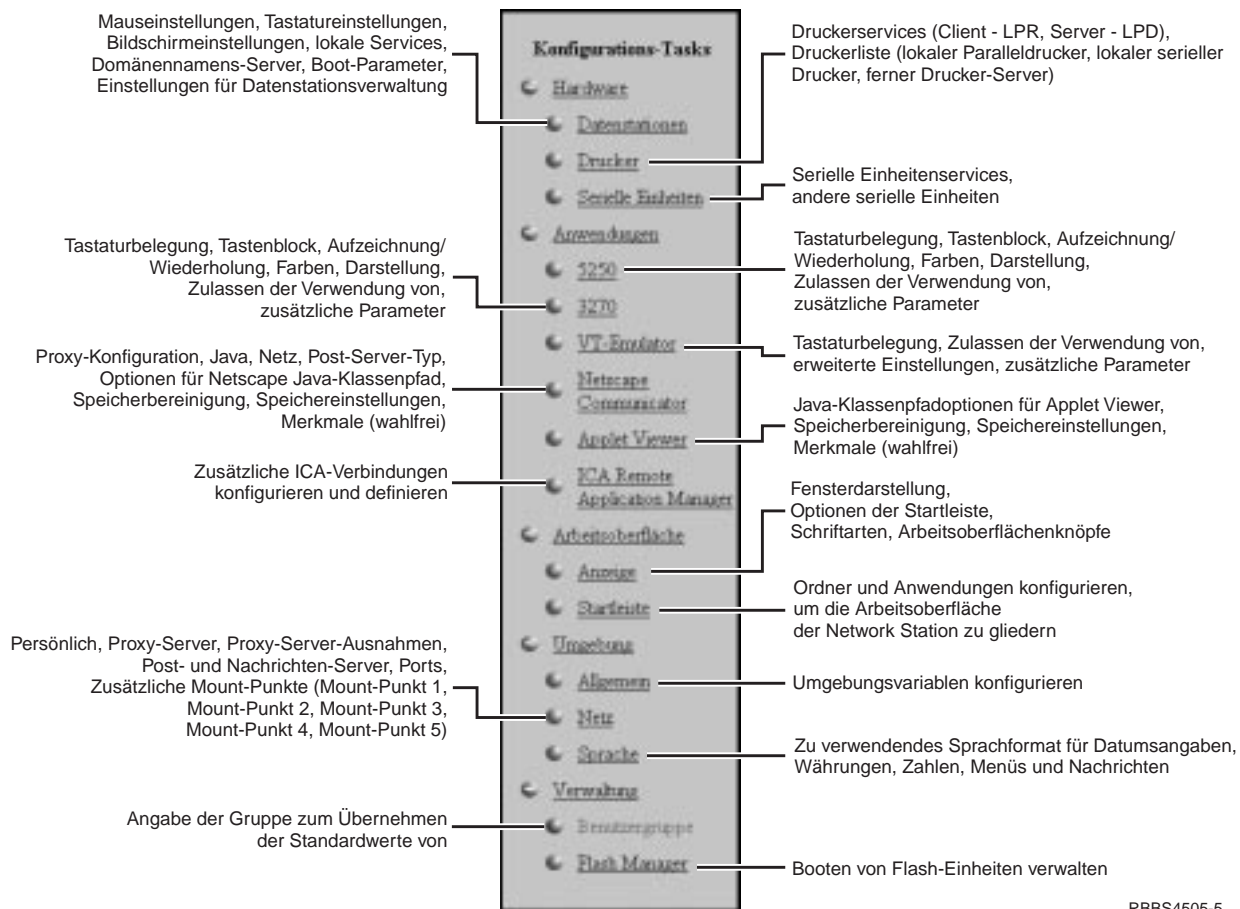 Mauseinstellungen, Tastatureinstellungen,
Bildschirmeinstellungen, lokale Services,
Domänennamens-Server, Boot-Parameter,
Einstellungen für Datenstationsverwaltung
Tastaturbelegung, Tastenblock, Aufzeichnung/
Wiederholung, Farben, Darstellung,
Zulassen der Verwendung von,
zusätzliche Parameter
Proxy-Konfiguration, Java, Netz, Post-Server-Typ,
Optionen für Netscape Java-Klassenpfad,
Speicherbereinigung, Speichereinstellungen,
Merkmale (wahlfrei)
Zusätzliche ICA-Verbindungen
konfigurieren und definieren
Persönlich, Proxy-Server, Proxy-Server-Ausnahmen,
Post- und Nachrichten-Server, Ports,
Zusätzliche Mount-Punkte (Mount-Punkt 1,
Mount-Punkt 2, Mount-Punkt 3,
Mount-Punkt 4, Mount-Punkt 5)
Angabe der Gruppe zum Übernehmen
der Standardwerte von
Konfigurations-Tasks
Hardware
Datenstationen
Drucker
Serielle Einheiten
Anwendungen
5250
3270
VT-Emulator
Netscape
Communicator
Applet Viewer
ICA Remote
Application Manager
Arbeitsoberfläche
Anzeige
Startleiste
Umgebung
Allgemein
Netz
Sprache
Verwaltung
Benutzergruppe
Flash Manager
Druckerservices (Client - LPR, Server - LPD),
Druckerliste (lokaler Paralleldrucker, lokaler serieller
Drucker, ferner Drucker-Server)
Serielle Einheitenservices,
andere serielle Einheiten
Tastaturbelegung, Tastenblock, Aufzeichnung/
Wiederholung, Farben, Darstellung,
Zulassen der Verwendung von,
zusätzliche Parameter
Tastaturbelegung, Zulassen der Verwendung von,
erweiterte Einstellungen, zusätzliche Parameter
Java-Klassenpfadoptionen für Applet Viewer,
Speicherbereinigung, Speichereinstellungen,
Merkmale (wahlfrei)
Fensterdarstellung,
Optionen der Startleiste,
Schriftarten, Arbeitsoberflächenknöpfe
Ordner und Anwendungen konfigurieren,
um die Arbeitsoberfläche
der Network Station zu gliedern
Umgebungsvariablen konfigurieren
Zu verwendendes Sprachformat für Datumsangaben,
Währungen, Zahlen, Menüs und Nachrichten
Booten von Flash-Einheiten verwalten
RBBS4505-5